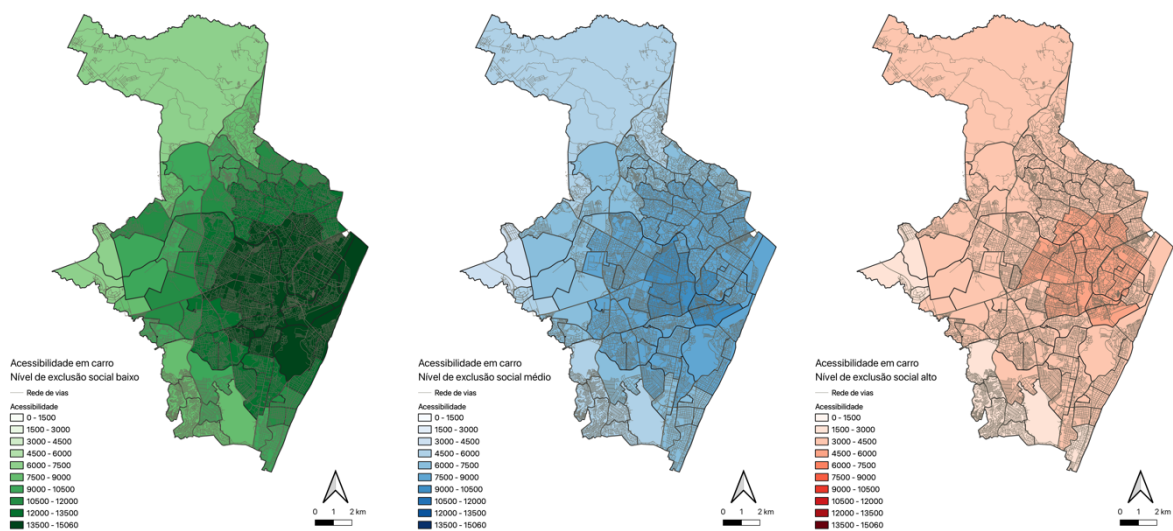 Acessibilidade em carro
Nível de exclusão social baixo
Rede de vias
Acessibilidade
0 - 1500
1500 - 3000
3000 - 4500
4500 - 6000
6000 - 7500
7500 - 9000
9000 - 10500
10500 - 12000
12000 - 13500
13500 - 15060
0 1 2 km
Acessibilidade em carro
Nível de exclusão social médio
Rede de vias
Acessibilidade
0 - 1500
1500 - 3000
3000 - 4500
4500 - 6000
6000 - 7500
7500 - 9000
9000 - 10500
10500 - 12000
12000 - 13500
13500 - 15060
0 1 2 km
Acessibilidade em carro
Nível de exclusão social alto
Rede de vias
Acessibilidade
0 - 1500
1500 - 3000
3000 - 4500
4500 - 6000
6000 - 7500
7500 - 9000
9000 - 10500
10500 - 12000
12000 - 13500
13500 - 15060
0 1 2 km